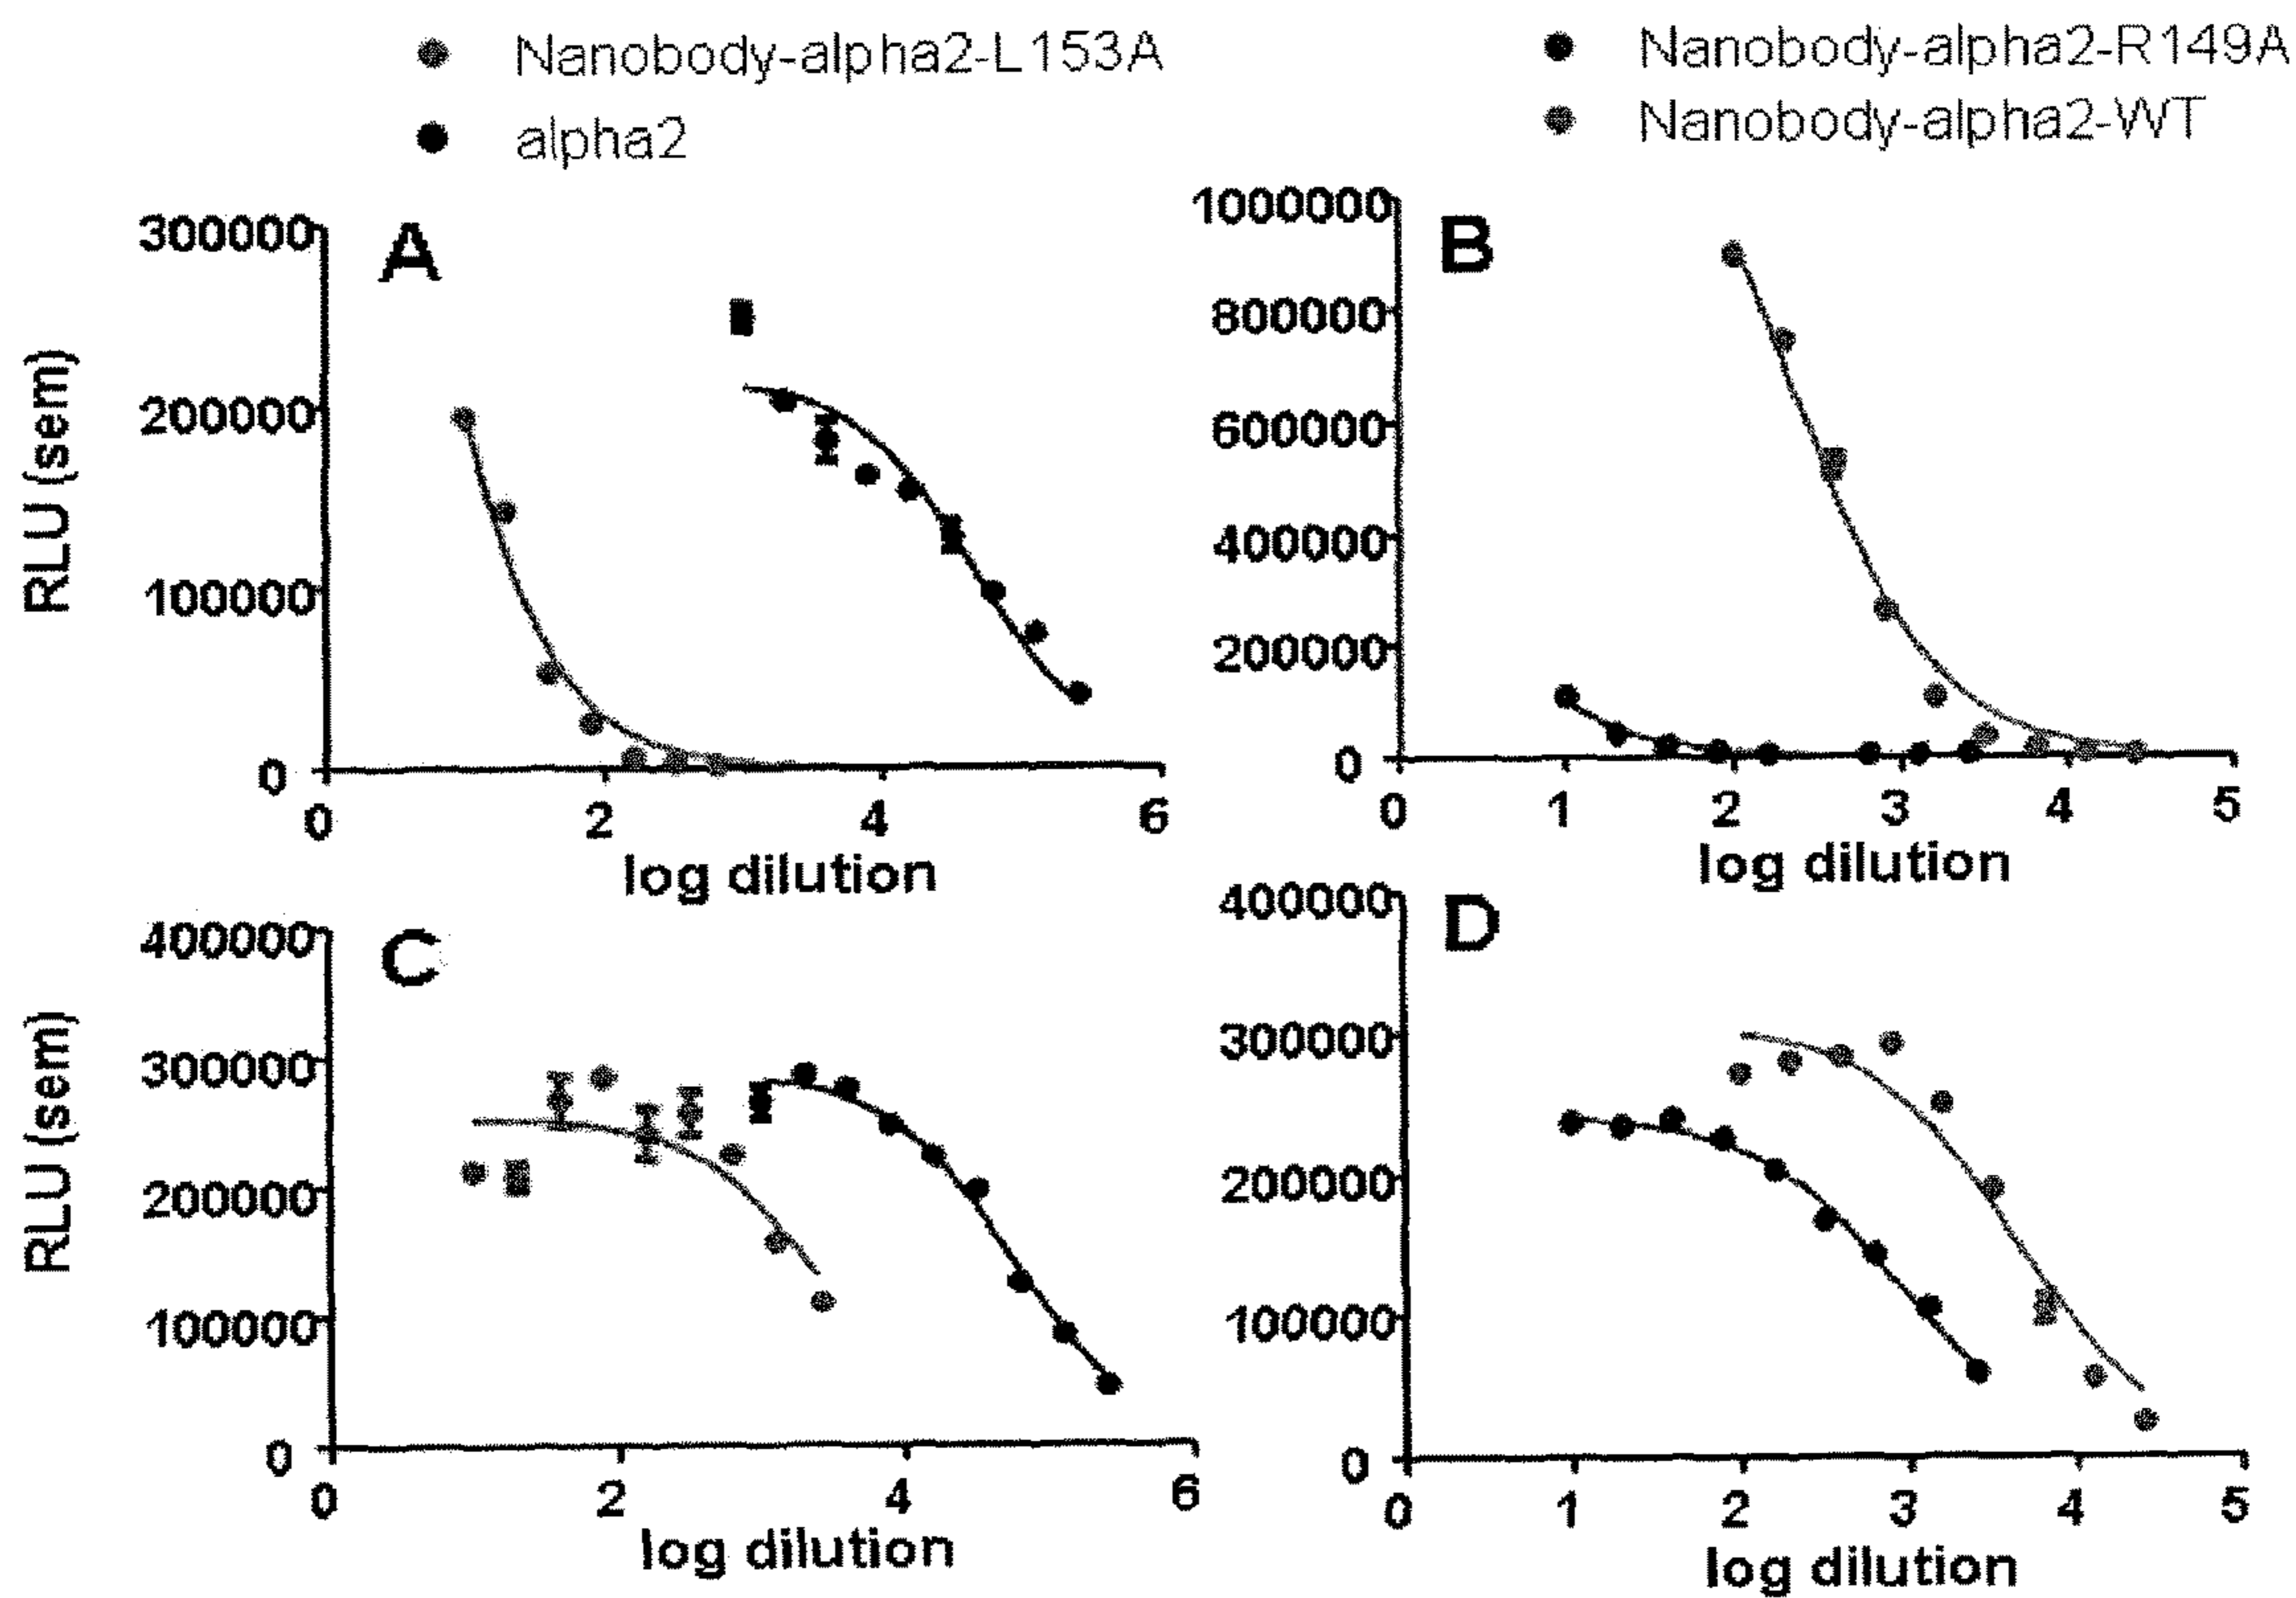 Nanobody-alpha2-L153A
alpha2
Nanobody-alpha2-R149A
Nanobody-alpha2-WT
A
RLU (sem)
300000
200000
100000
0
0 2 4 6
log dilution
B
1000000
800000
600000
400000
200000
0
0 1 2 3 4 5
log dilution
C
RLU (sem)
400000
300000
200000
100000
0
0 2 4 6
log dilution
D
400000
300000
200000
100000
0
0 1 2 3 4 5
log dilution